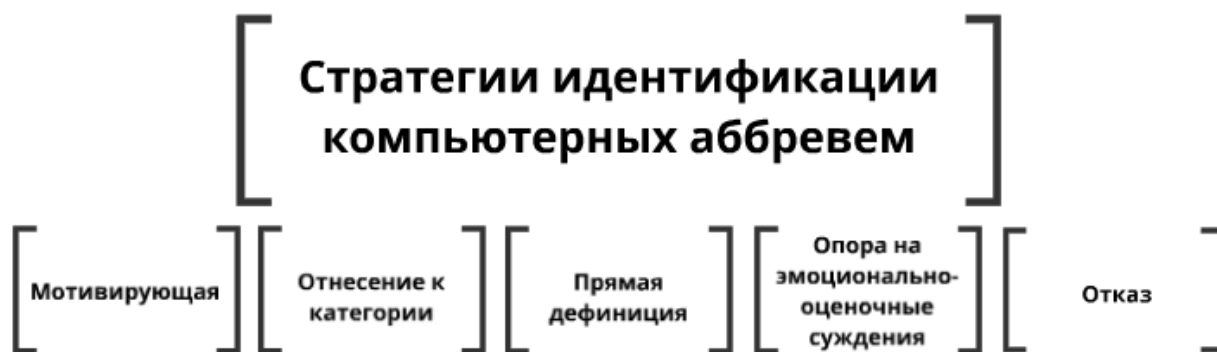 Стратегии идентификации
компьютерных аббревем
Мотивирующая
Отнесение к
категории
Прямая
дефиниция
Опора на
эмоционально-
оценочные
суждения
Отказ